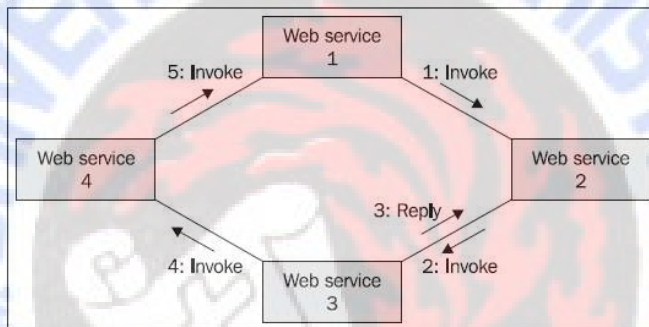 Web service
1
5: Invoke
1: Invoke
Web service
4
Web service
2
3: Reply
4: Invoke
2: Invoke
Web service
3